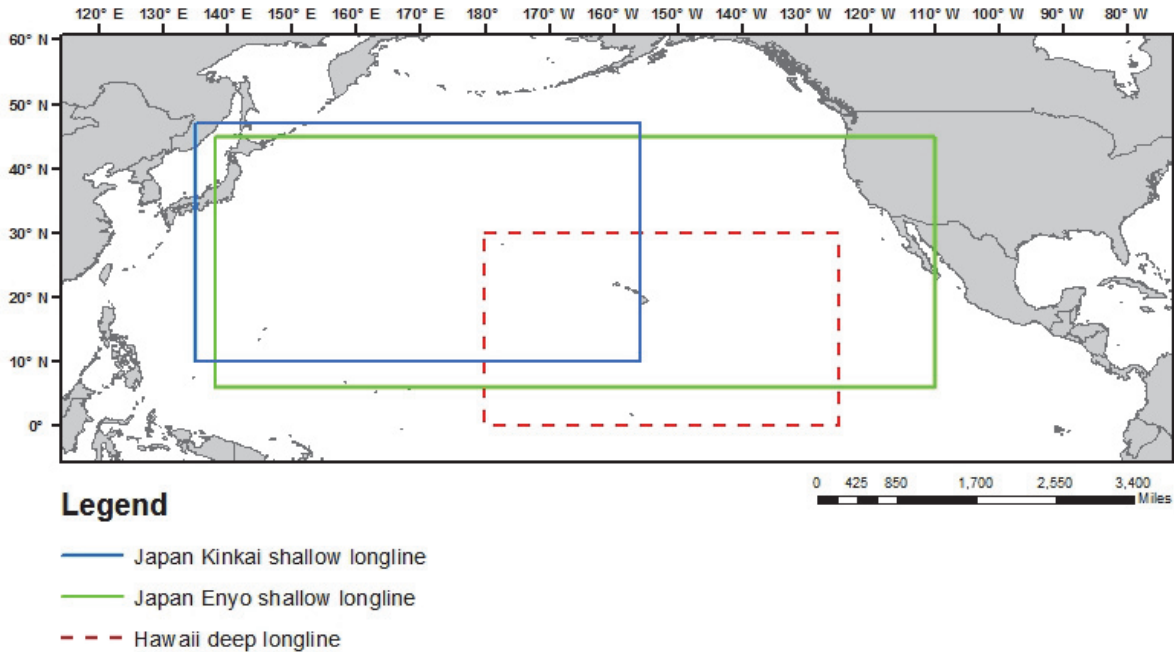 120° E 130° E 140° E 150° E 160° E 170° E 180° 170° W 160° W 150° W 140° W 130° W 120° W 110° W 100° W 90° W 80° W
60° N
50° N
40° N
30° N
20° N
10° N
0°
0 425 850 1,700 2,550 3,400
Miles
Legend
Japan Kinkai shallow longline
Japan Enyo shallow longline
Hawaii deep longline